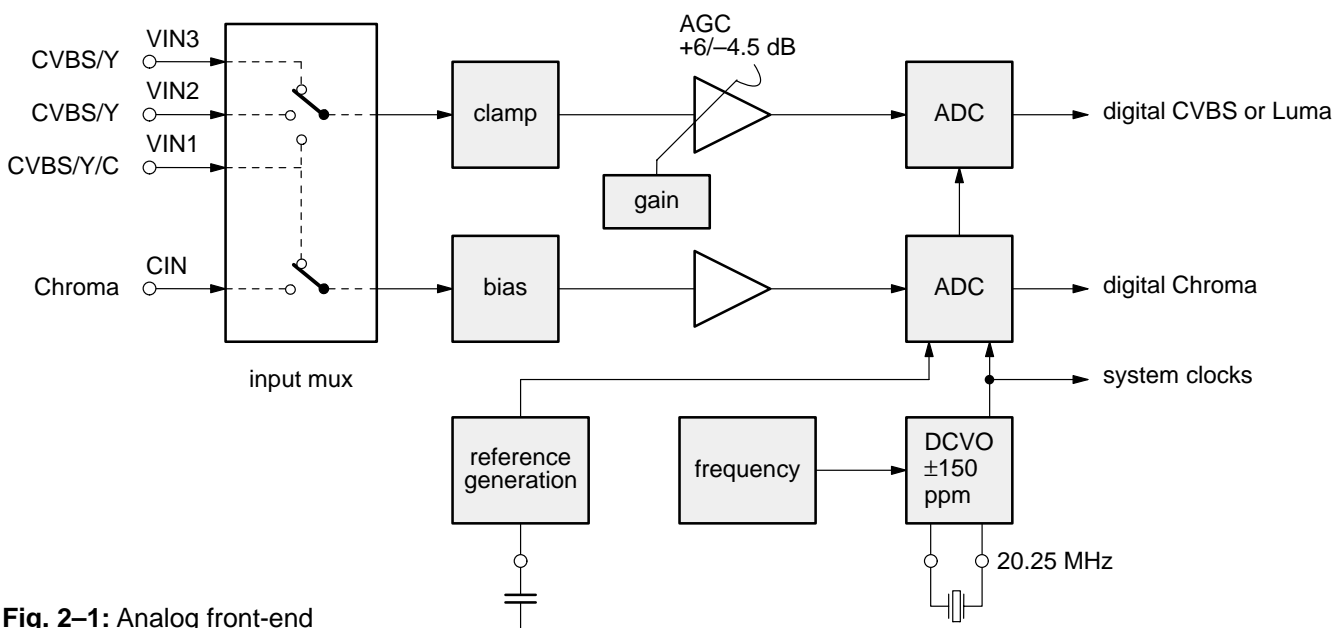 AGC
+6/–4.5 dB
VIN3
CVBS/Y
VIN2
CVBS/Y
clamp
ADC
digital CVBS or Luma
VIN1
CVBS/Y/C
gain
CIN
Chroma
bias
ADC
digital Chroma
input mux
system clocks
reference
generation
frequency
DCVO
±150
ppm
20.25 MHz
Fig. 2–1: Analog front-end